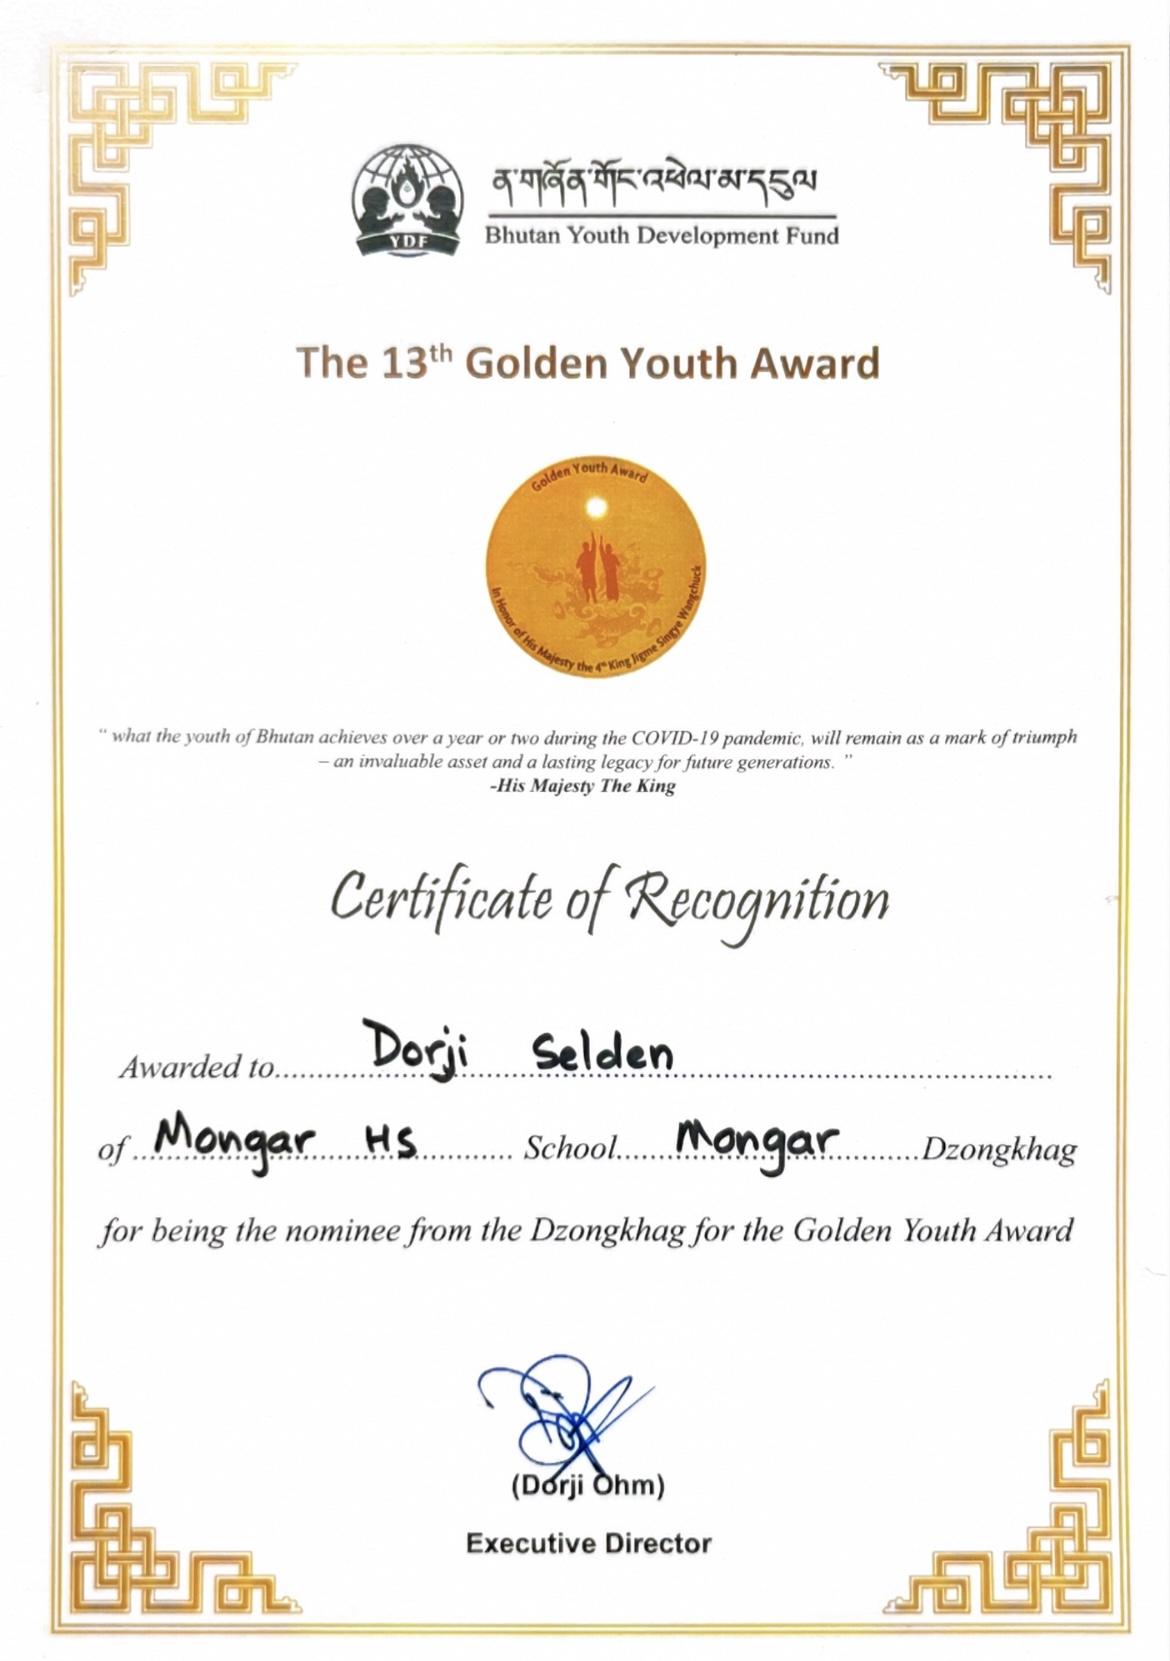 ན་གཞོན་གོང་འཕེལ་མ་དངུལ
YDF
Bhutan Youth Development Fund
The 13th Golden Youth Award
Golden Youth Award
In Honor of His Majesty the 4th King Jigme Singye Wangchuck
“ what the youth of Bhutan achieves over a year or two during the COVID-19 pandemic, will remain as a mark of triumph
– an invaluable asset and a lasting legacy for future generations. ”
-His Majesty The King
Certificate of Recognition
Awarded to.....Dorji Selden.....
of.....Mongar HS..... School.....Mongar.....Dzongkhag
for being the nominee from the Dzongkhag for the Golden Youth Award
(Dorji Ohm)
Executive Director